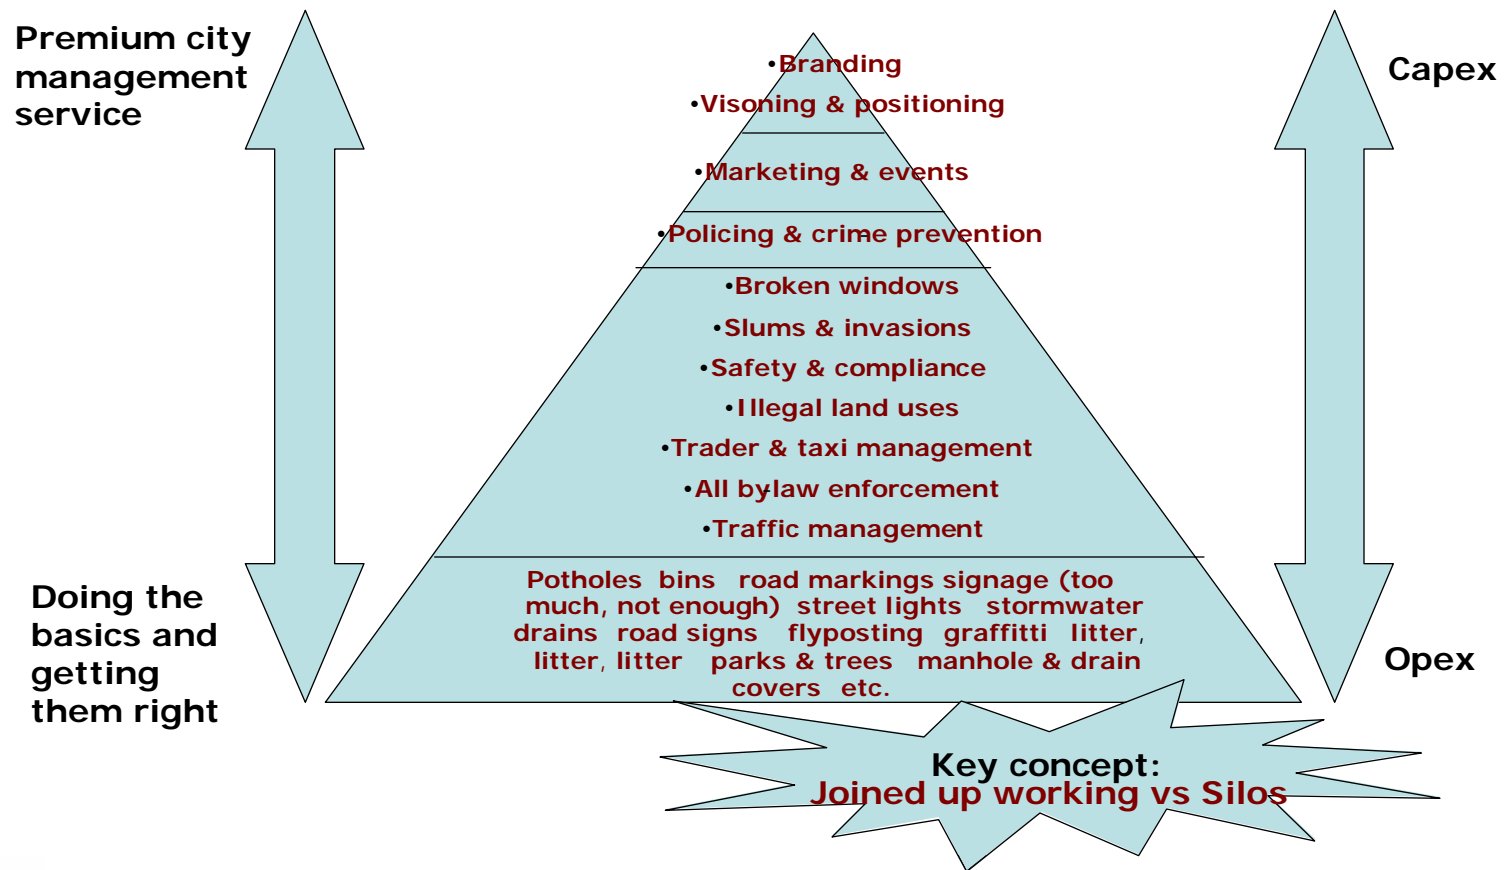 Premium city
management
service
Capex
•Branding
•Visoning & positioning
•Marketing & events
•Policing & crime prevention
•Broken windows
•Slums & invasions
•Safety & compliance
•Illegal land uses
•Trader & taxi management
•All by-law enforcement
•Traffic management
Doing the
basics and
getting
them right
Potholes bins road markings signage (too
much, not enough) street lights stormwater
drains road signs flyposting graffitti litter,
litter, litter parks & trees manhole & drain
covers etc.
Opex
Key concept:
Joined up working vs Silos